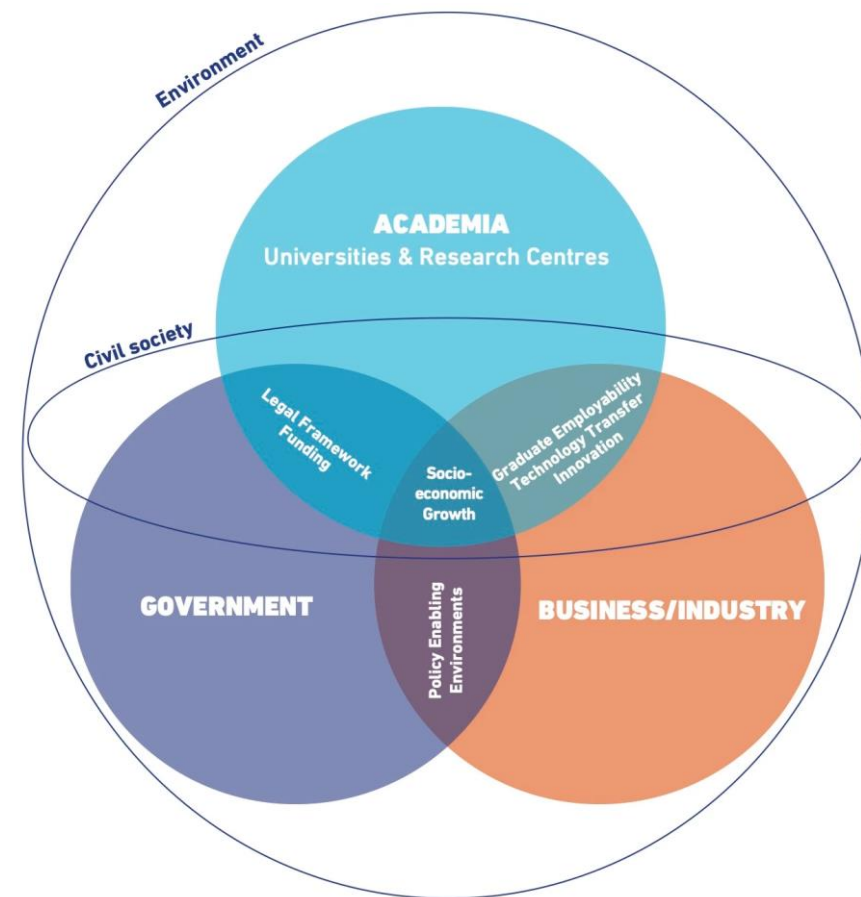 Environment
ACADEMIA
Universities & Research Centres
Civil society
Legal Framework
Funding
Graduate Employability
Technology Transfer
Innovation
Socio-
economic
Growth
GOVERNMENT
Policy Enabling
Environments
BUSINESS/INDUSTRY